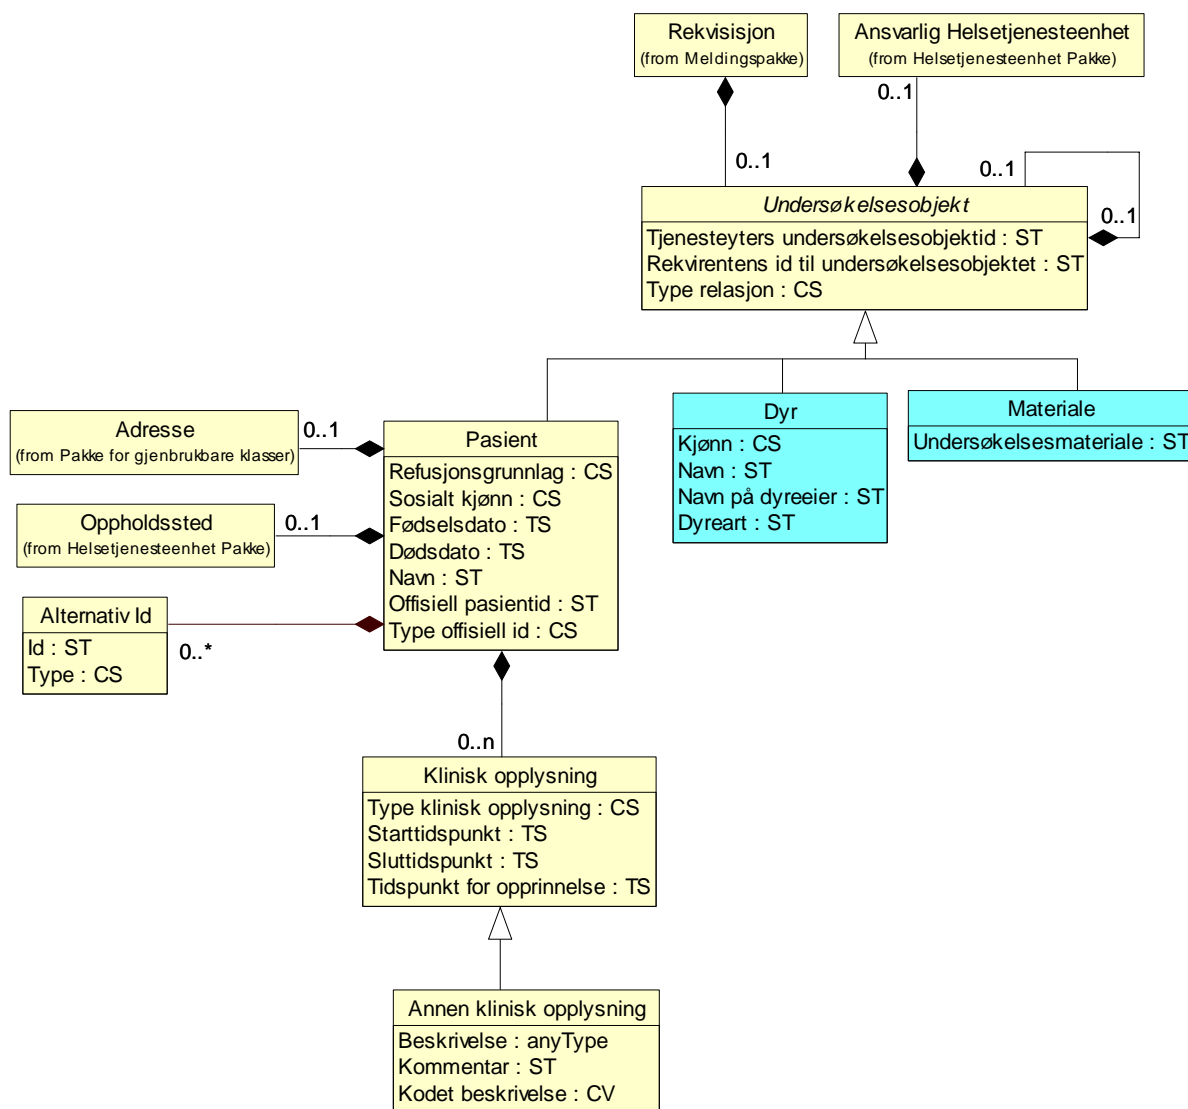 Rekvisisjon
(from Meldingspakke)
Ansvarlig Helsetjenesteenhet
(from Helsetjenesteenhet Pakke)
0..1
0..1
0..1
0..1
Undersøkelsesobjekt
Tjenesteyters undersøkelsesobjektid : ST
Rekvirentens id til undersøkelsesobjektet : ST
Type relasjon : CS
Adresse
(from Pakke for gjenbrukbare klasser)
0..1
Oppholdssted
(from Helsetjenesteenhet Pakke)
0..1
Alternativ Id
Id : ST
Type : CS
0..*
Pasient
Refusjonsgrunnlag : CS
Sosialt kjønn : CS
Fødselsdato : TS
Dødsdato : TS
Navn : ST
Offisiell pasientid : ST
Type offisiell id : CS
Dyr
Kjønn : CS
Navn : ST
Navn på dyreeier : ST
Dyreart : ST
Materiale
Undersøkelsesmateriale : ST
0..n
Klinisk opplysning
Type klinisk opplysning : CS
Starttidspunkt : TS
Sluttidspunkt : TS
Tidspunkt for opprinnelse : TS
Annen klinisk opplysning
Beskrivelse : anyType
Kommentar : ST
Kodet beskrivelse : CV